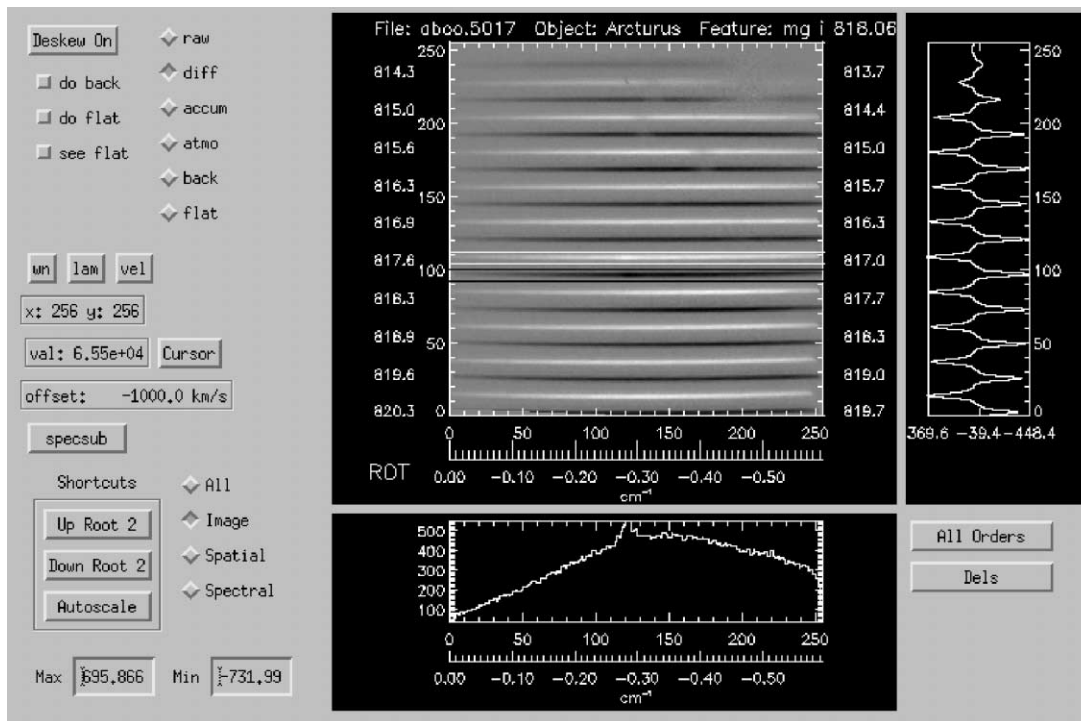 Deskew On
raw
diff
accum
atmo
back
flat
do back
do flat
see flat
wn lam vel
x: 256 y: 256
val: 6.55e+04 Cursor
offset: -1000.0 km/s
specsub
Shortcuts
All
Image
Spatial
Spectral
Up Root 2
Down Root 2
Autoscale
Max 695.866 Min -731.99
File: aboo.5017 Object: Arcturus Feature: mg i 818.06
250
814.3 813.7
815.0 814.4
200
815.6 815.0
816.3 815.7
150
816.9 816.3
817.6 817.0
100
818.3 817.7
818.9 818.3
50
819.6 819.0
820.3 0 819.7
0 50 100 150 200 250
ROT 0.00 -0.10 -0.20 -0.30 -0.40 -0.50
cm⁻¹
250
200
150
100
50
0
369.6 -39.4 -448.4
500
400
300
200
100
0 50 100 150 200 250
0.00 -0.10 -0.20 -0.30 -0.40 -0.50
cm⁻¹
All Orders
Dels